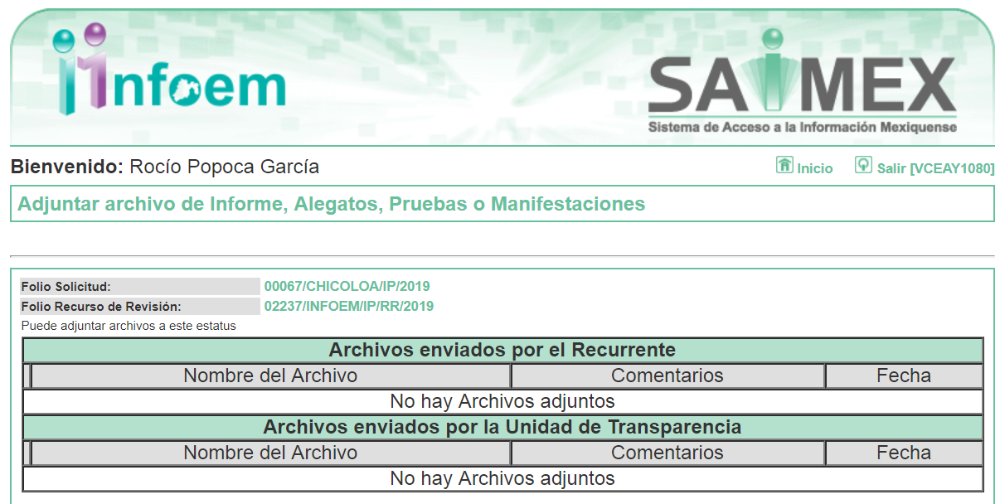 infoem
SAIMEX
Sistema de Acceso a la Información Mexiquense
Bienvenido: Rocío Popoca García
Inicio Salir [VCEAY1080]
Adjuntar archivo de Informe, Alegatos, Pruebas o Manifestaciones
Folio Solicitud: 00067/CHICOLOA/IP/2019
Folio Recurso de Revisión: 02237/INFOEM/IP/RR/2019
Puede adjuntar archivos a este estatus
Archivos enviados por el Recurrente
Nombre del Archivo Comentarios Fecha
No hay Archivos adjuntos
Archivos enviados por la Unidad de Transparencia
Nombre del Archivo Comentarios Fecha
No hay Archivos adjuntos